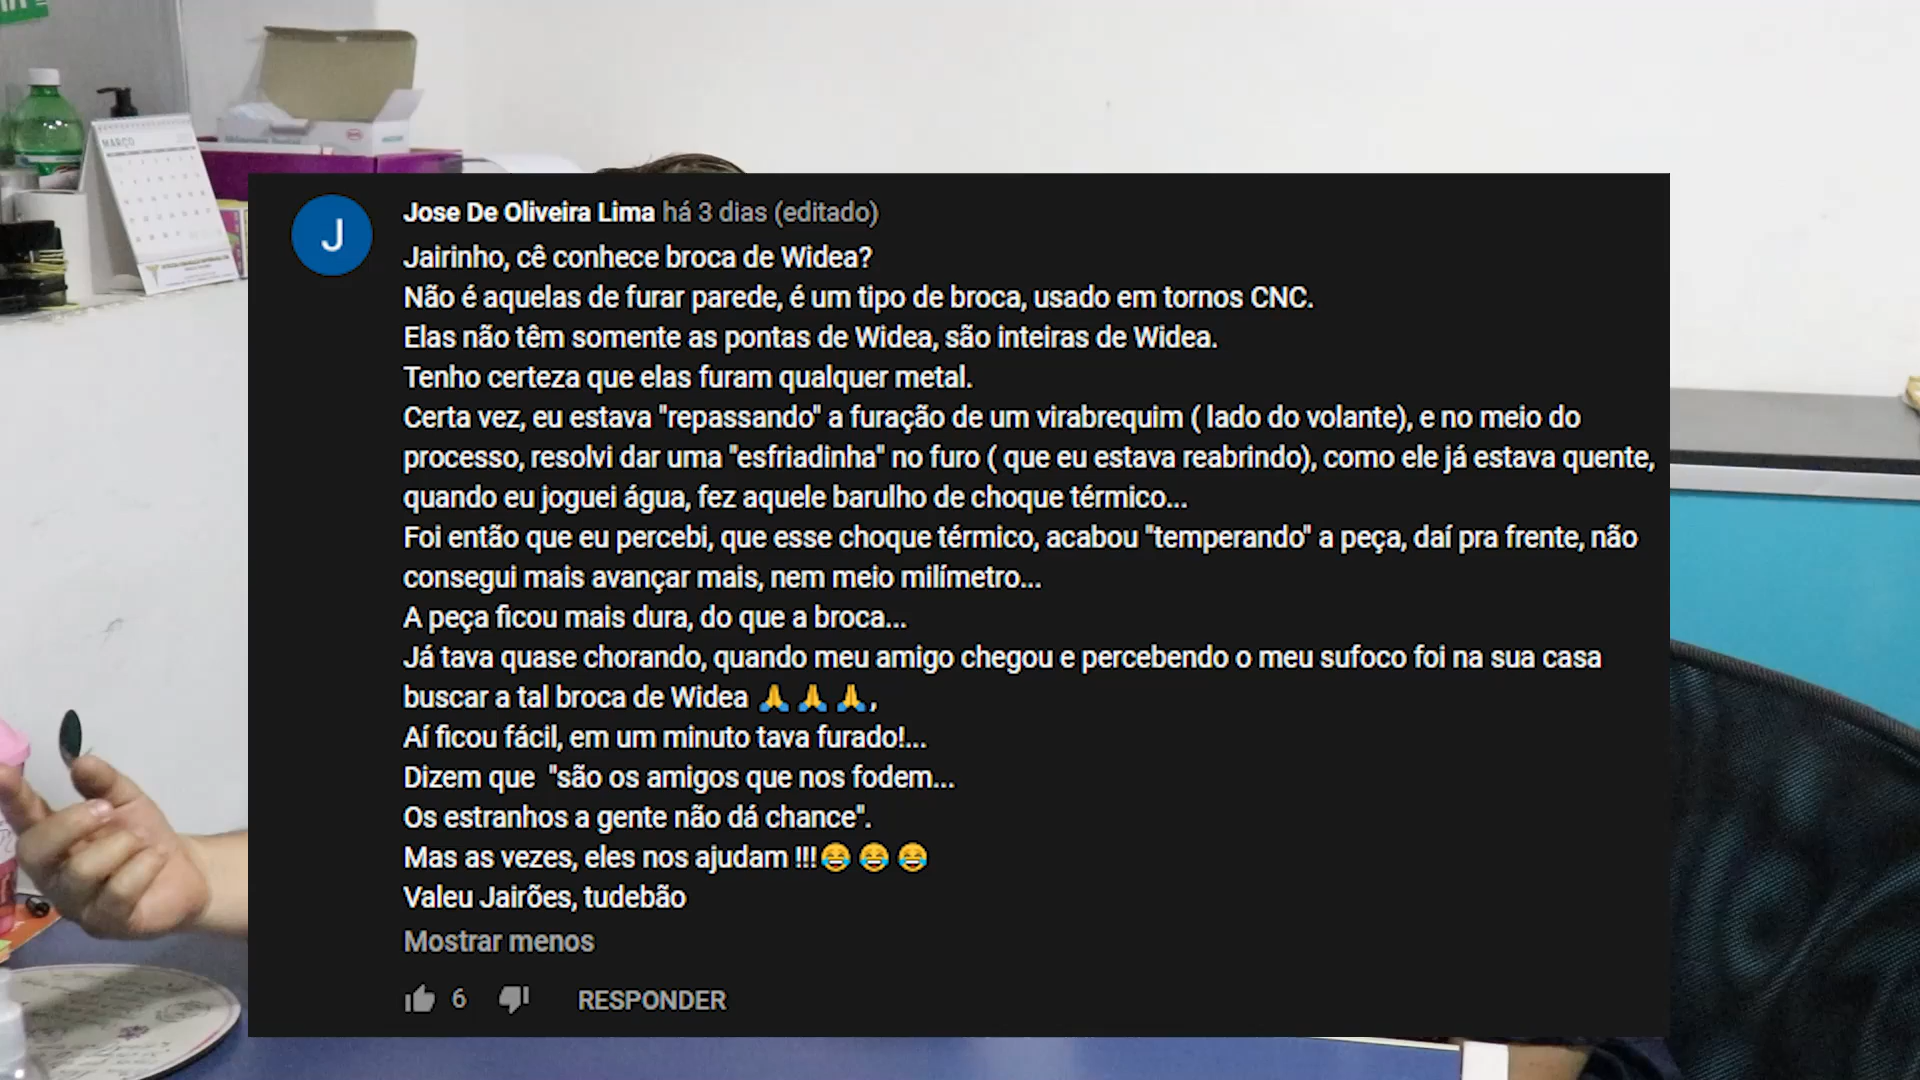 MARÇO
J
Jose De Oliveira Lima há 3 dias (editado)
Jairinho, cê conhece broca de Widea?
Não é aquelas de furar parede, é um tipo de broca, usado em tornos CNC.
Elas não têm somente as pontas de Widea, são inteiras de Widea.
Tenho certeza que elas furam qualquer metal.
Certa vez, eu estava "repassando" a furação de um virabrequim ( lado do volante), e no meio do
processo, resolvi dar uma "esfriadinha" no furo ( que eu estava reabrindo), como ele já estava quente,
quando eu joguei água, fez aquele barulho de choque térmico...
Foi então que eu percebi, que esse choque térmico, acabou "temperando" a peça, daí pra frente, não
consegui mais avançar mais, nem meio milímetro...
A peça ficou mais dura, do que a broca...
Já tava quase chorando, quando meu amigo chegou e percebendo o meu sufoco foi na sua casa
buscar a tal broca de Widea 🙏 🙏 🙏,
Aí ficou fácil, em um minuto tava furado!...
Dizem que  "são os amigos que nos fodem...
Os estranhos a gente não dá chance".
Mas as vezes, eles nos ajudam !!!😂 😂 😂
Valeu Jairões, tudebão
Mostrar menos
6 RESPONDER